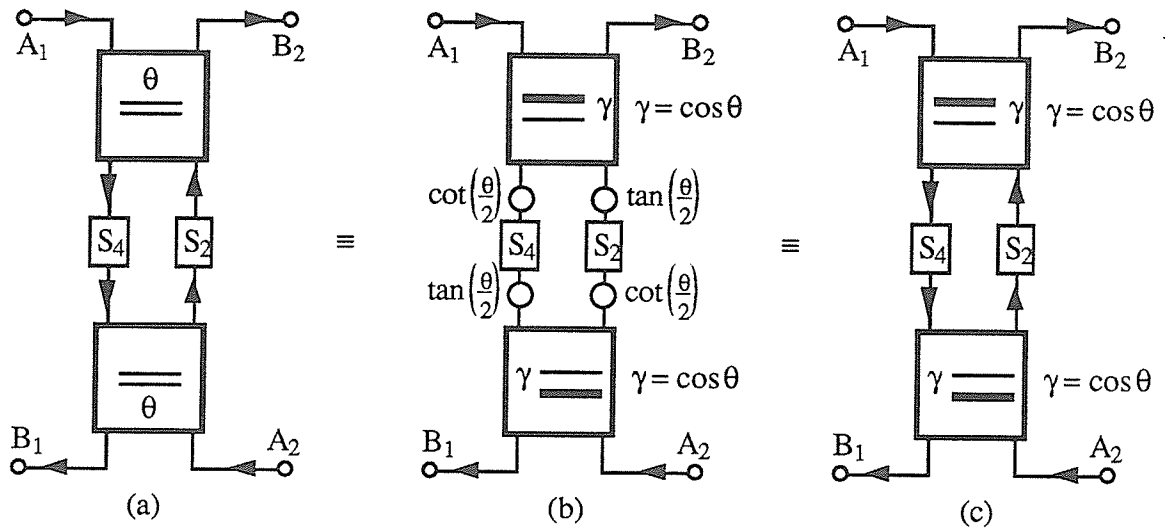 A₁ B₂ A₁ B₂ A₁ B₂
θ γ γ = cos θ γ γ = cos θ
cot(θ/2) tan(θ/2)
S₄ S₂ ≡ S₄ S₂ ≡ S₄ S₂
tan(θ/2) cot(θ/2)
θ γ γ = cos θ γ γ = cos θ
B₁ A₂ B₁ A₂ B₁ A₂
(a) (b) (c)